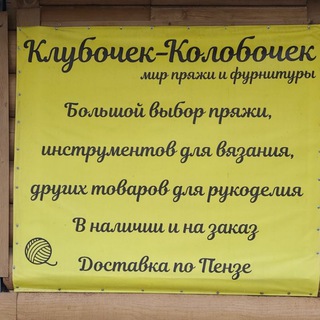 Клубочек-Колобочек
мир пряжи и фурнитуры
Большой выбор пряжи,
инструментов для вязания,
других товаров для рукоделия
В наличии и на заказ
Доставка по Пензе